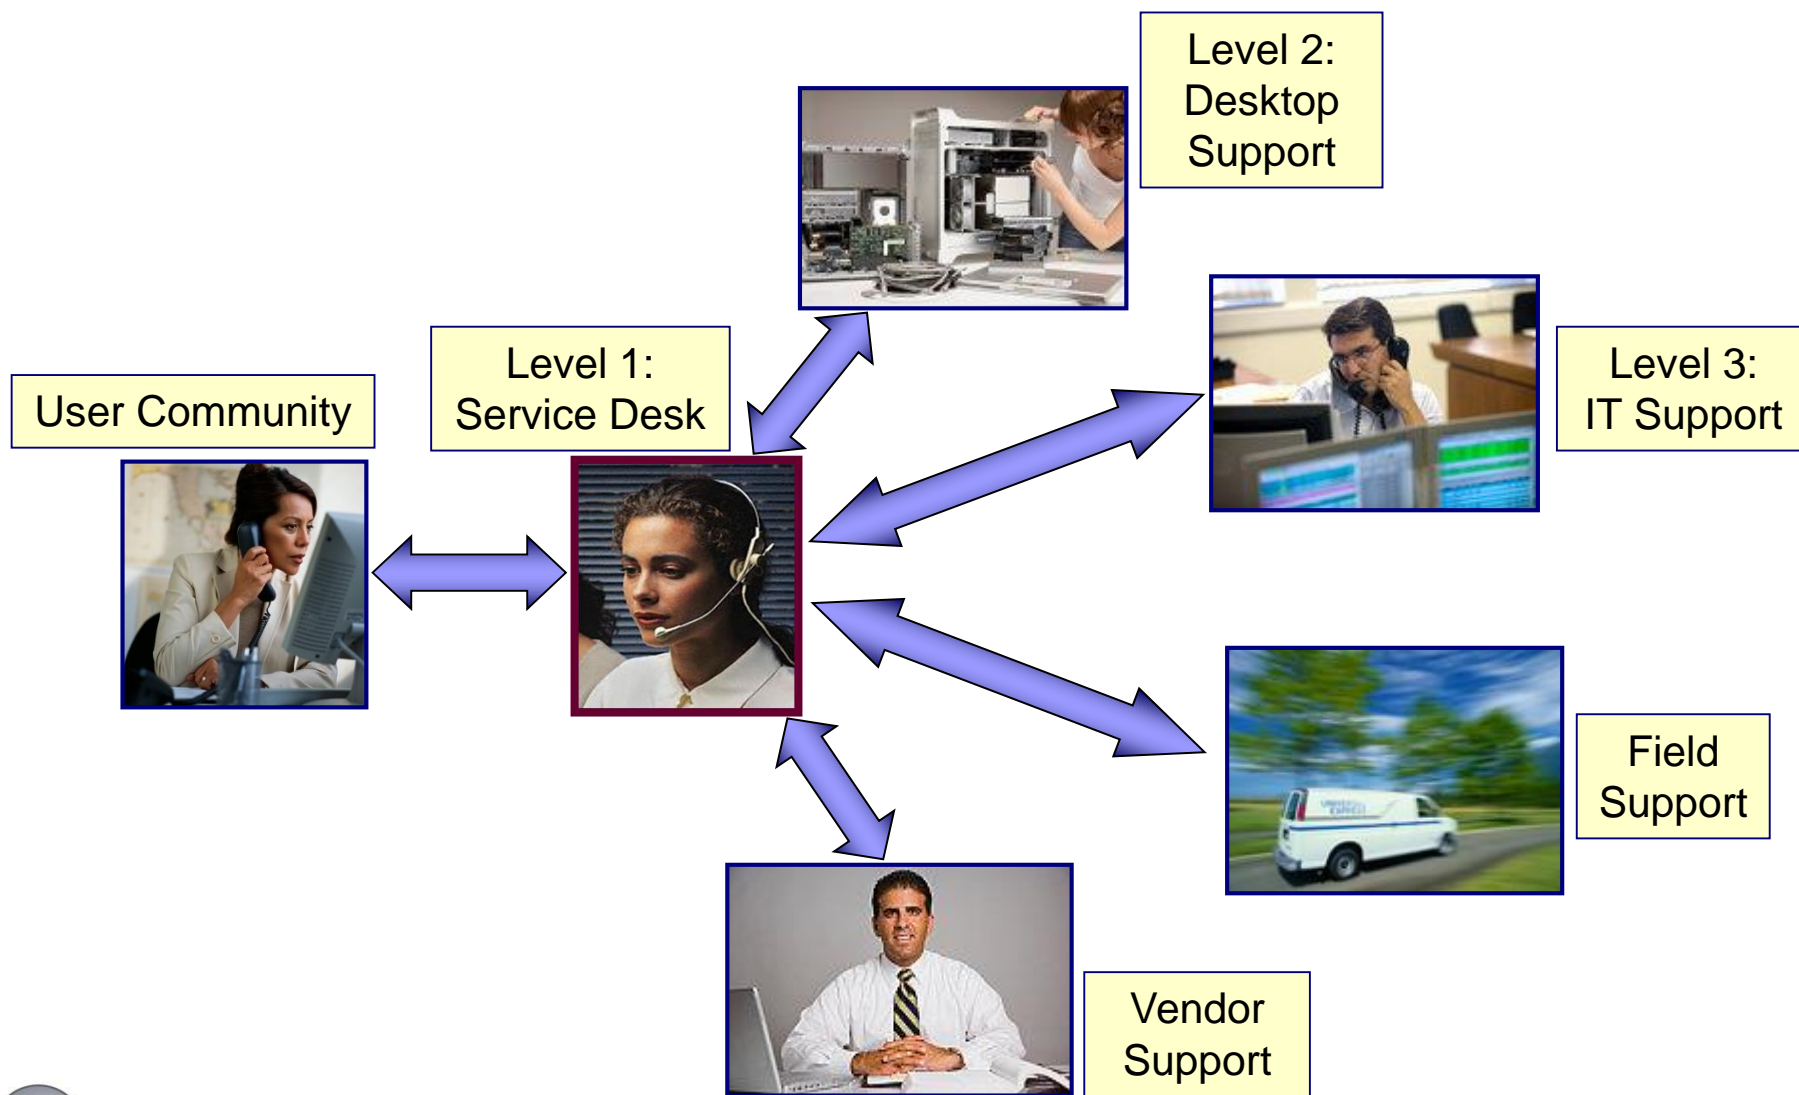 Level 2:
Desktop
Support
Level 1:
Service Desk
User Community
Level 3:
IT Support
Field
Support
Vendor
Support